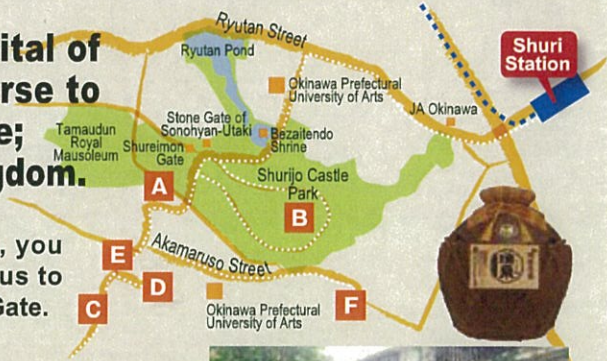 ital of
rse to
e;
gdom.
, you
us to
Gate.
Ryutan Street
Ryutan Pond
Shuri
Station
Okinawa Prefectural
University of Arts
JA Okinawa
Stone Gate of
Sonohyan-Utaki
Bezaitendo
Shrine
Tamaudun
Royal
Mausoleum
Shureimon
Gate
Shurijo Castle
Park
A
B
Akamaruso Street
E
D
C
F
Okinawa Prefectural
University of Arts